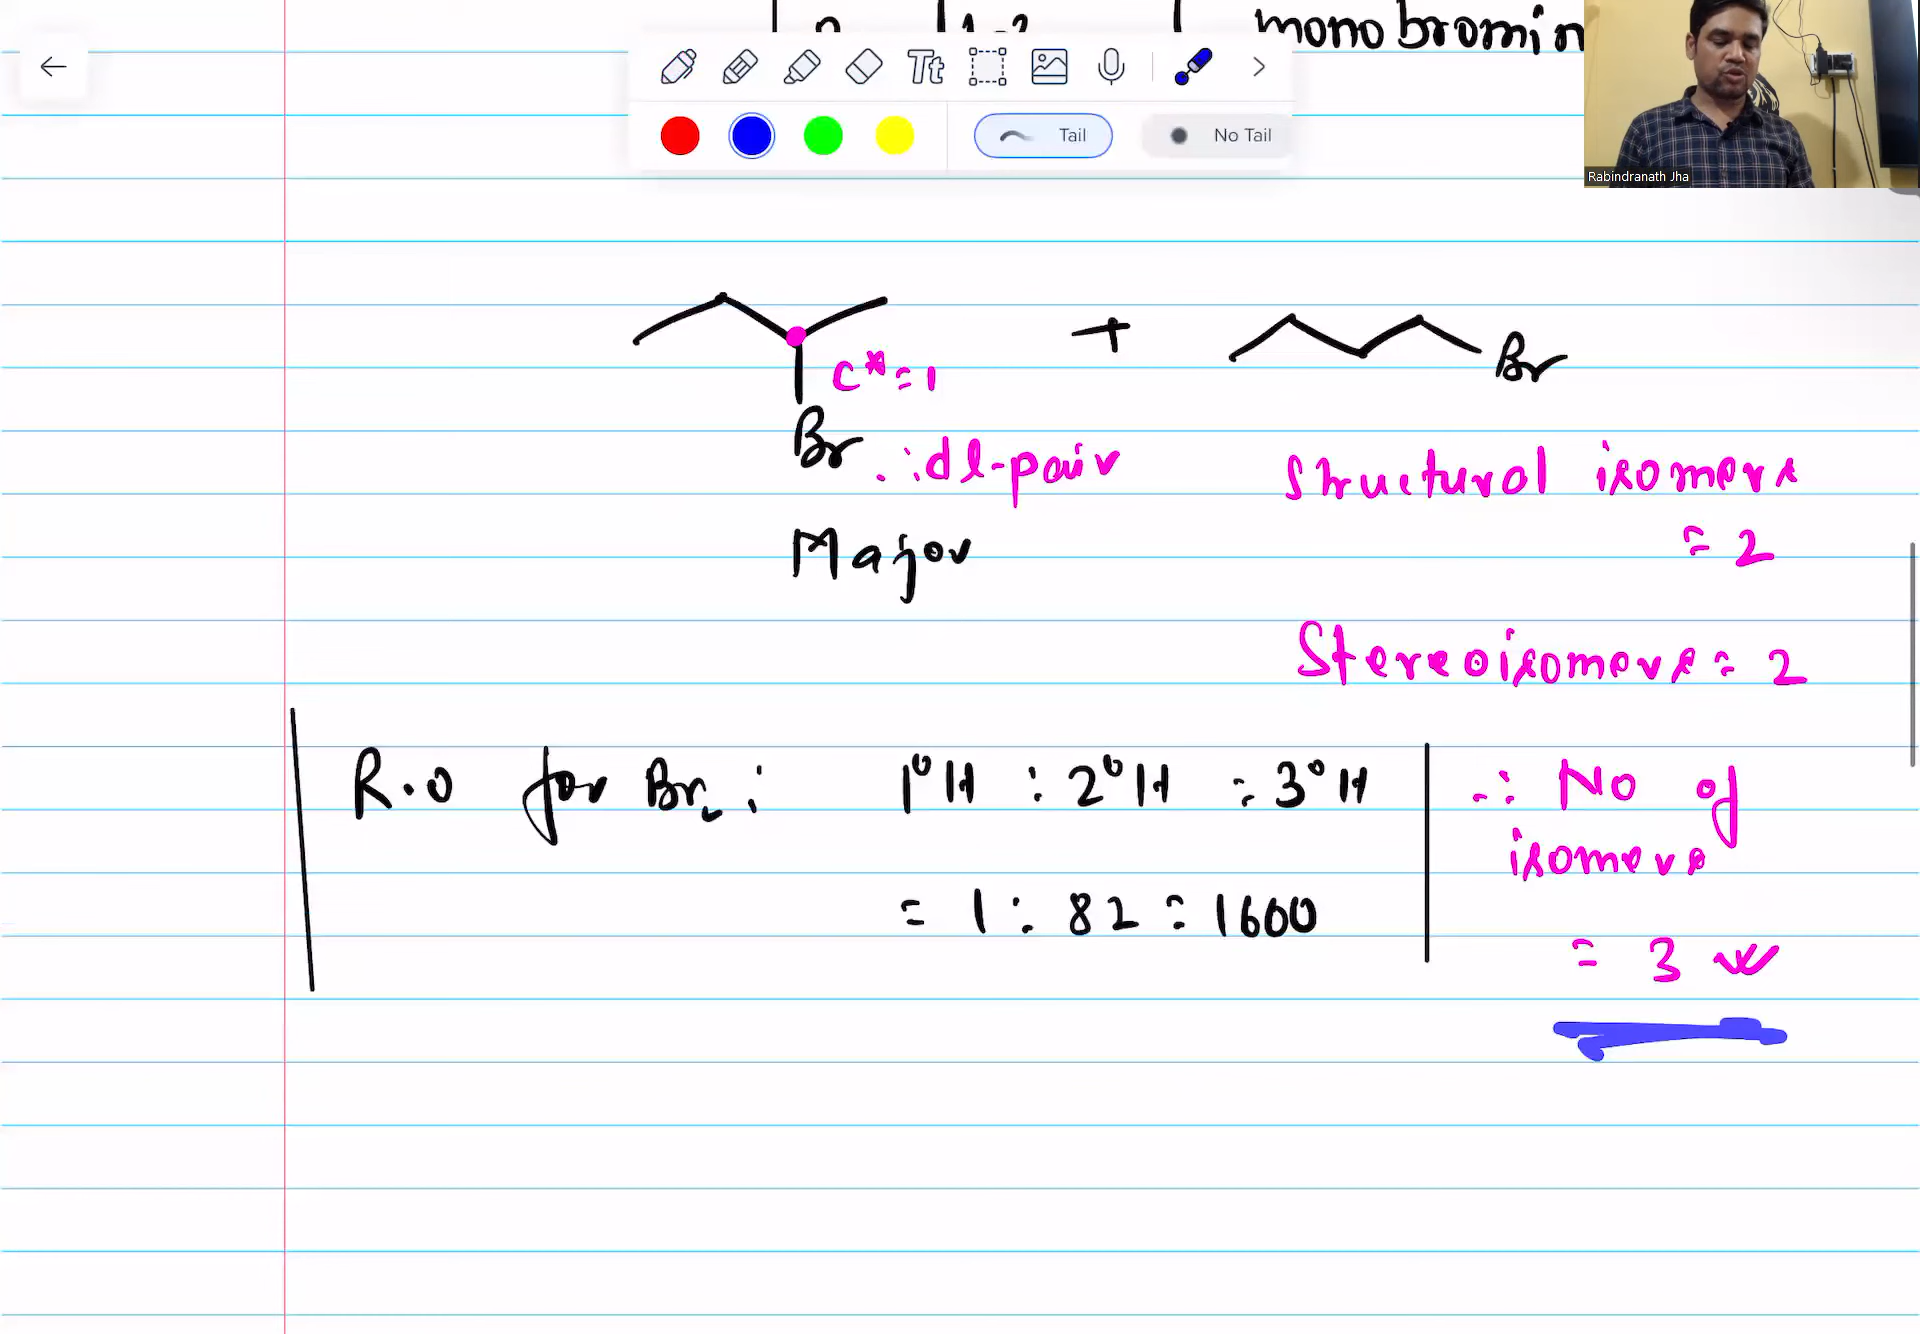 mono bromin
Tt
Tail
No Tail
Rabindranath Jha
+
Br
C* = 1
Br
∴ dl-pair
Major
Structural isomers
= 2
Stereoisomers = 2
R.O for Br₂ : 1°H : 2°H : 3°H
= 1 : 82 : 1600
∴ No of
isomers
= 3